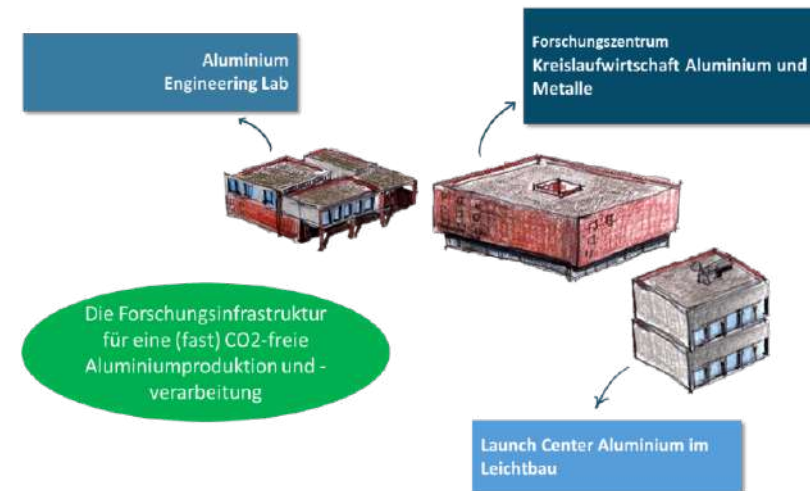 Aluminium
Engineering Lab
Forschungszentrum
Kreislaufwirtschaft Aluminium und
Metalle
Die Forschungsinfrastruktur
für eine (fast) CO2-freie
Aluminiumproduktion und -
verarbeitung
Launch Center Aluminium im
Leichtbau